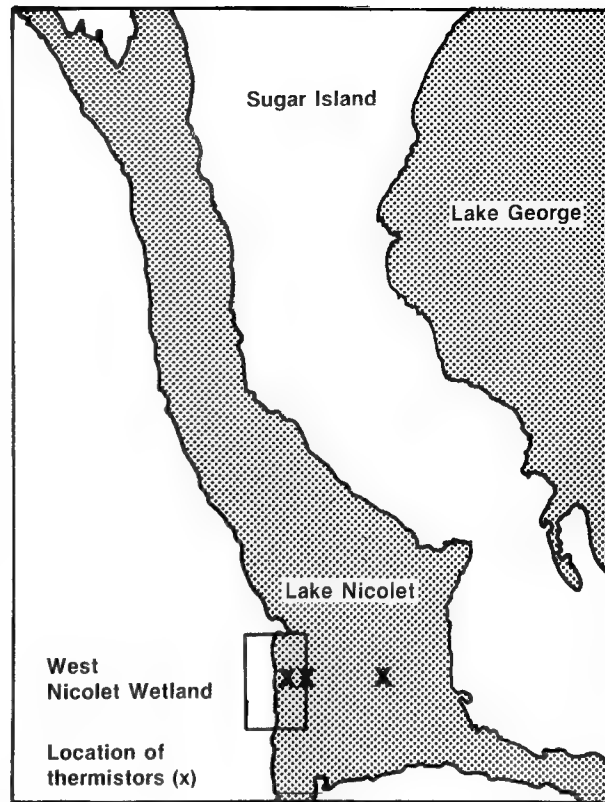 Sugar Island
Lake George
Lake Nicolet
X X X
West
Nicolet Wetland
Location of
thermistors (x)